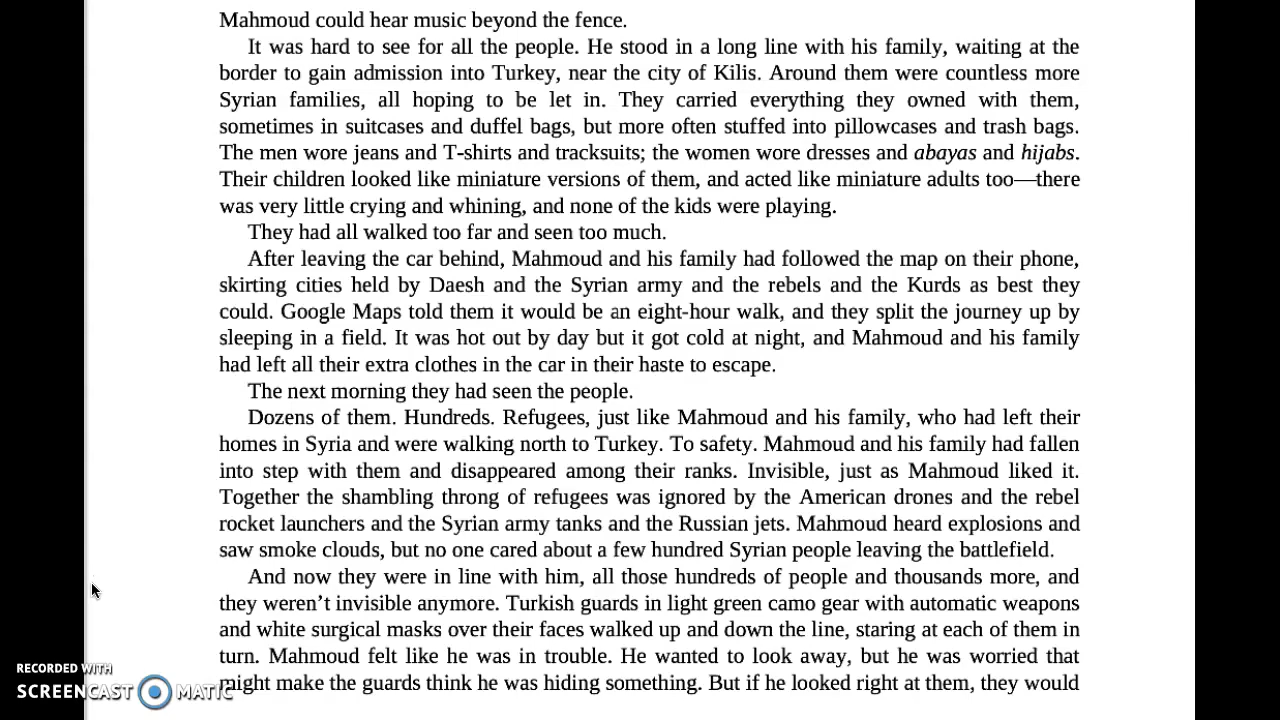 Mahmoud could hear music beyond the fence.
It was hard to see for all the people. He stood in a long line with his family, waiting at the
border to gain admission into Turkey, near the city of Kilis. Around them were countless more
Syrian families, all hoping to be let in. They carried everything they owned with them,
sometimes in suitcases and duffel bags, but more often stuffed into pillowcases and trash bags.
The men wore jeans and T-shirts and tracksuits; the women wore dresses and abayas and hijabs.
Their children looked like miniature versions of them, and acted like miniature adults too—there
was very little crying and whining, and none of the kids were playing.
They had all walked too far and seen too much.
After leaving the car behind, Mahmoud and his family had followed the map on their phone,
skirting cities held by Daesh and the Syrian army and the rebels and the Kurds as best they
could. Google Maps told them it would be an eight-hour walk, and they split the journey up by
sleeping in a field. It was hot out by day but it got cold at night, and Mahmoud and his family
had left all their extra clothes in the car in their haste to escape.
The next morning they had seen the people.
Dozens of them. Hundreds. Refugees, just like Mahmoud and his family, who had left their
homes in Syria and were walking north to Turkey. To safety. Mahmoud and his family had fallen
into step with them and disappeared among their ranks. Invisible, just as Mahmoud liked it.
Together the shambling throng of refugees was ignored by the American drones and the rebel
rocket launchers and the Syrian army tanks and the Russian jets. Mahmoud heard explosions and
saw smoke clouds, but no one cared about a few hundred Syrian people leaving the battlefield.
And now they were in line with him, all those hundreds of people and thousands more, and
they weren’t invisible anymore. Turkish guards in light green camo gear with automatic weapons
and white surgical masks over their faces walked up and down the line, staring at each of them in
turn. Mahmoud felt like he was in trouble. He wanted to look away, but he was worried that
might make the guards think he was hiding something. But if he looked right at them, they would
RECORDED WITH
SCREENCAST MATIC